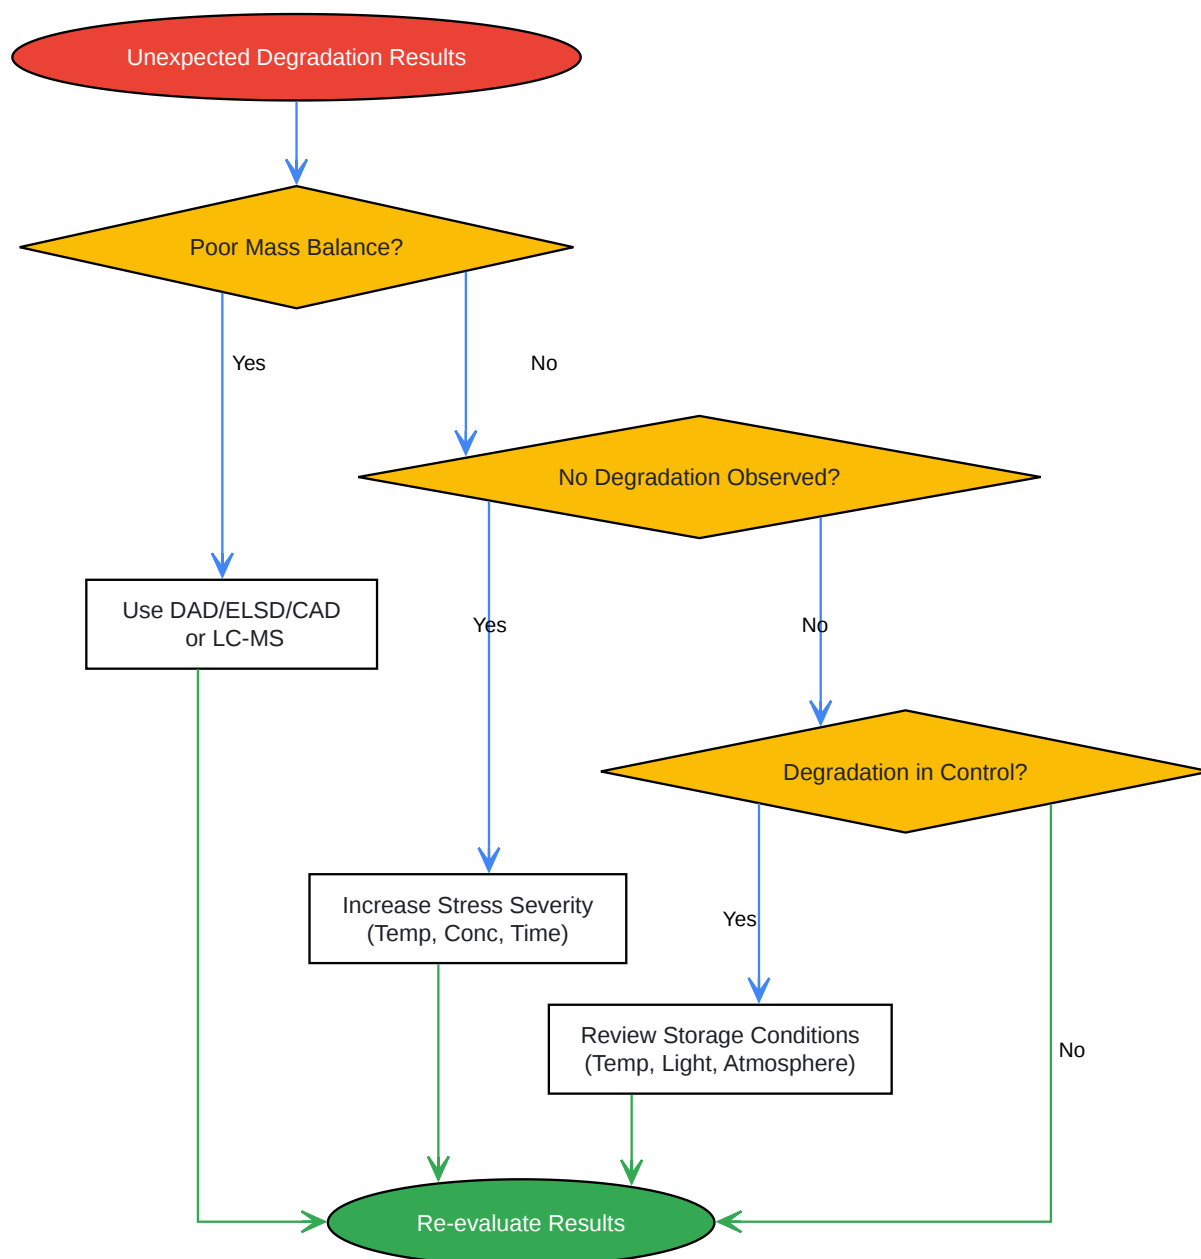 Unexpected Degradation Results
Poor Mass Balance?
Yes
No
No Degradation Observed?
Use DAD/ELSD/CAD
or LC-MS
Yes
No
Degradation in Control?
Increase Stress Severity
(Temp, Conc, Time)
Yes
Review Storage Conditions
(Temp, Light, Atmosphere)
No
Re-evaluate Results